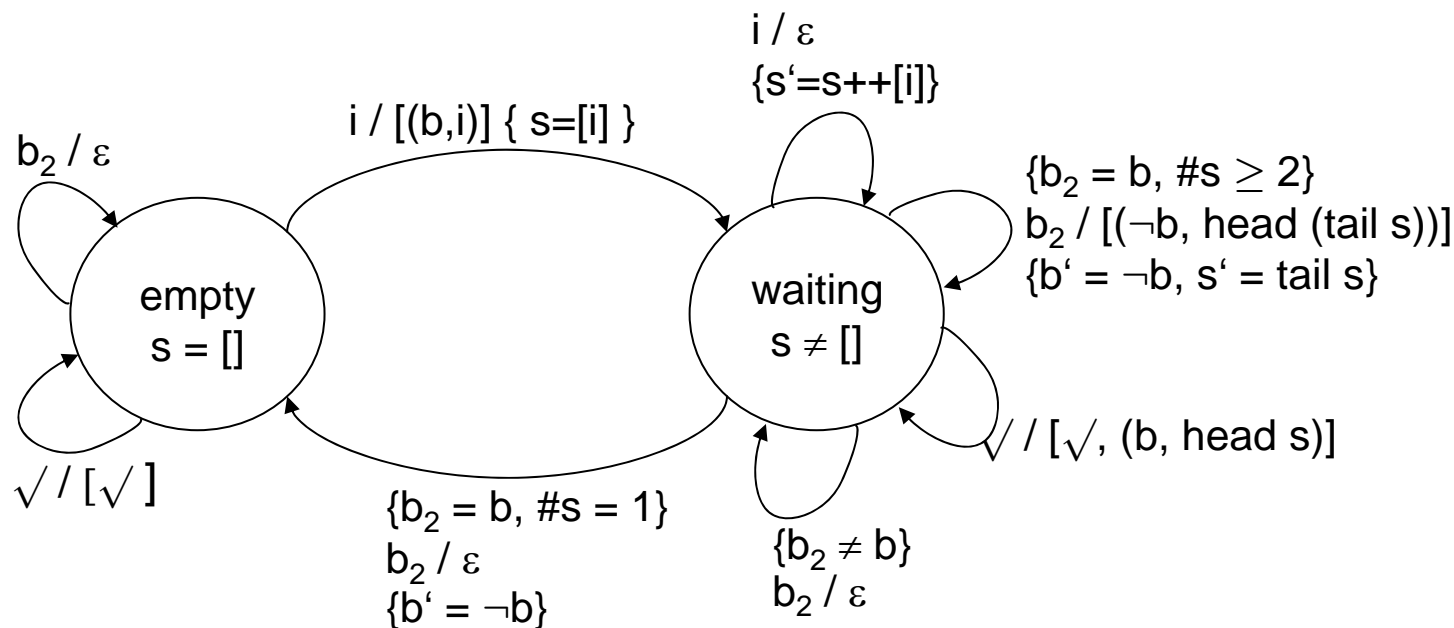 i / ε
{s‘=s++[i]}
i / [(b,i)] { s=[i] }
b₂ / ε
{b₂ = b, #s ≥ 2}
b₂ / [(¬b, head (tail s))]
{b‘ = ¬b, s‘ = tail s}
empty
s = []
waiting
s ≠ []
√ / [√, (b, head s)]
√ / [√ ]
{b₂ = b, #s = 1}
b₂ / ε
{b‘ = ¬b}
{b₂ ≠ b}
b₂ / ε